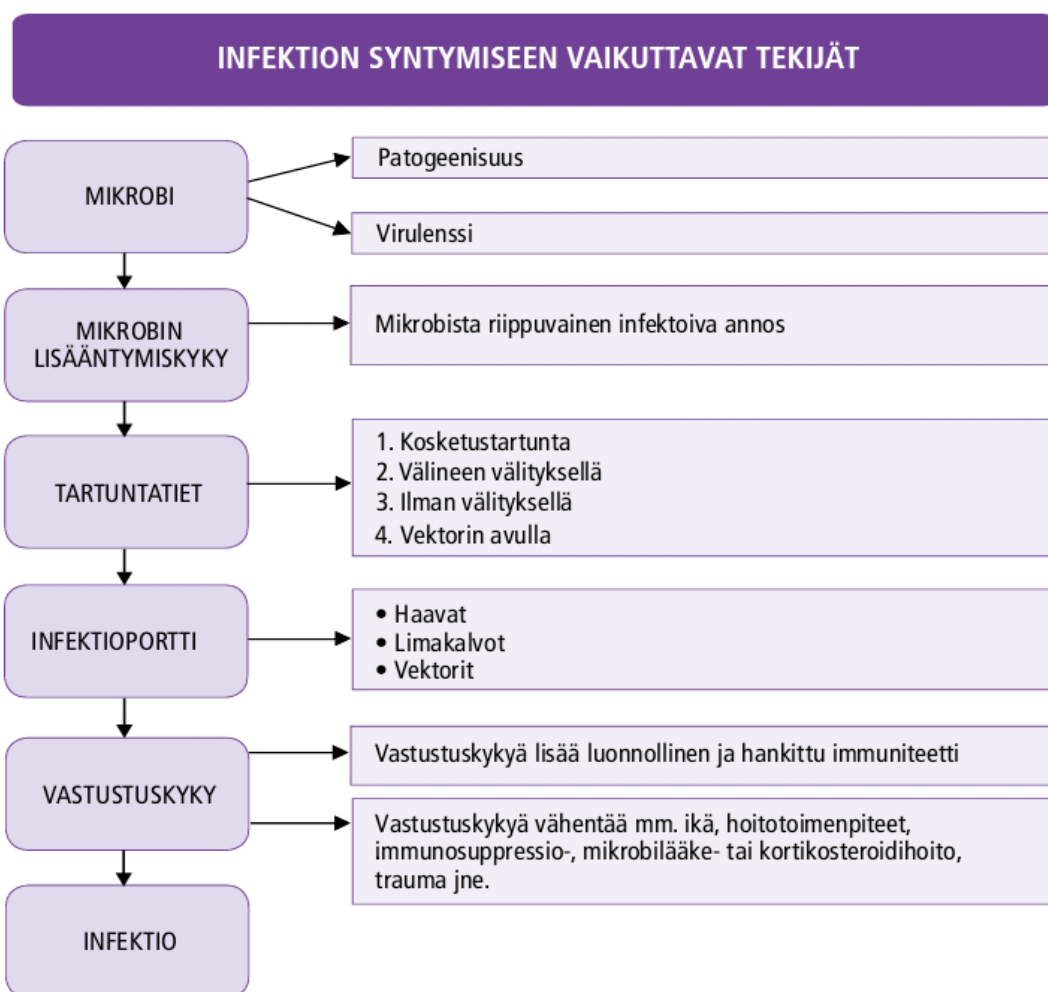 INFEKTION SYNTYMISEEN VAIKUTTAVAT TEKIJÄT
MIKROBI
Patogeenisuus
Virulenssi
MIKROBIN
LISÄÄNTYMISKYKY
Mikrobista riippuvainen infektoiva annos
TARTUNTATIET
1. Kosketustartunta
2. Välineen välityksellä
3. Ilman välityksellä
4. Vektorin avulla
INFEKTIOPORTTI
• Haavat
• Limakalvot
• Vektorit
VASTUSTUSKYKY
Vastustuskykyä lisää luonnollinen ja hankittu immuniteetti
Vastustuskykyä vähentää mm. ikä, hoitotoimenpiteet,
immunosuppressio-, mikrobilääke- tai kortikosteroidihoito,
trauma jne.
INFEKTIO